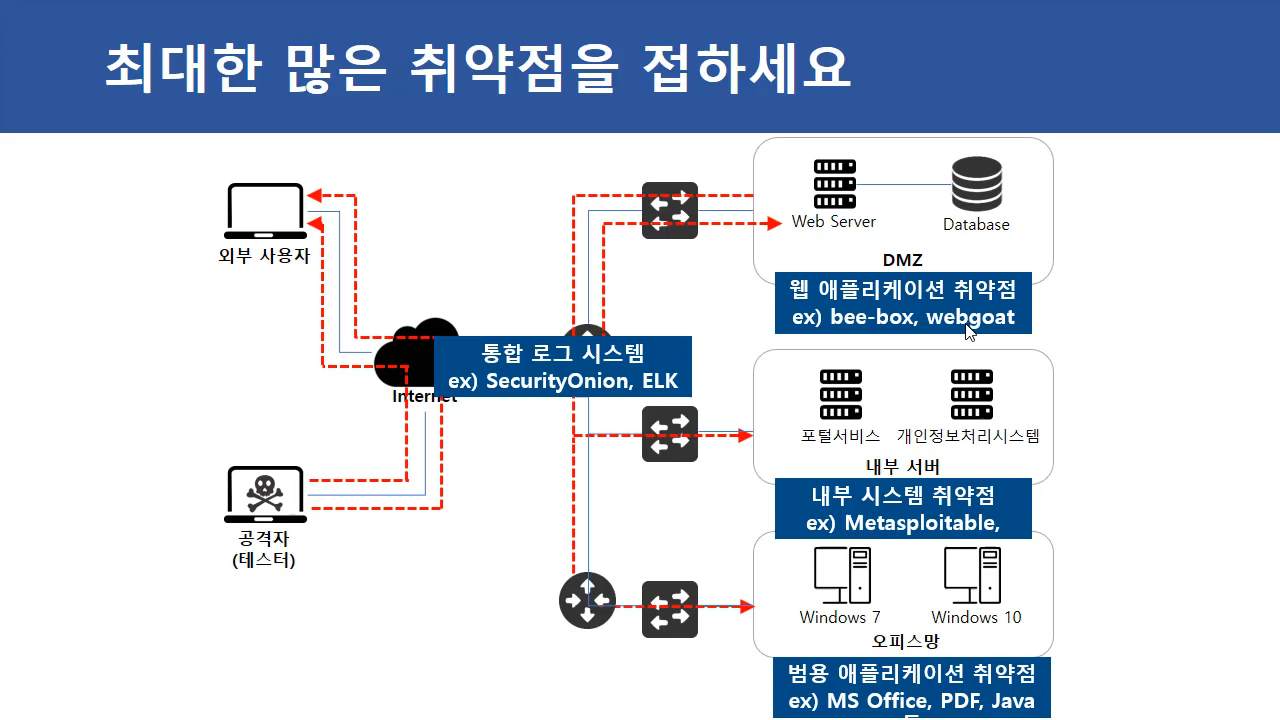 최대한 많은 취약점을 접하세요
외부 사용자
Internet
공격자
(테스터)
통합 로그 시스템
ex) SecurityOnion, ELK
Web Server
Database
DMZ
웹 애플리케이션 취약점
ex) bee-box, webgoat
포털서비스
개인정보처리시스템
내부 서버
내부 시스템 취약점
ex) Metasploitable,
Windows 7
Windows 10
오피스망
범용 애플리케이션 취약점
ex) MS Office, PDF, Java